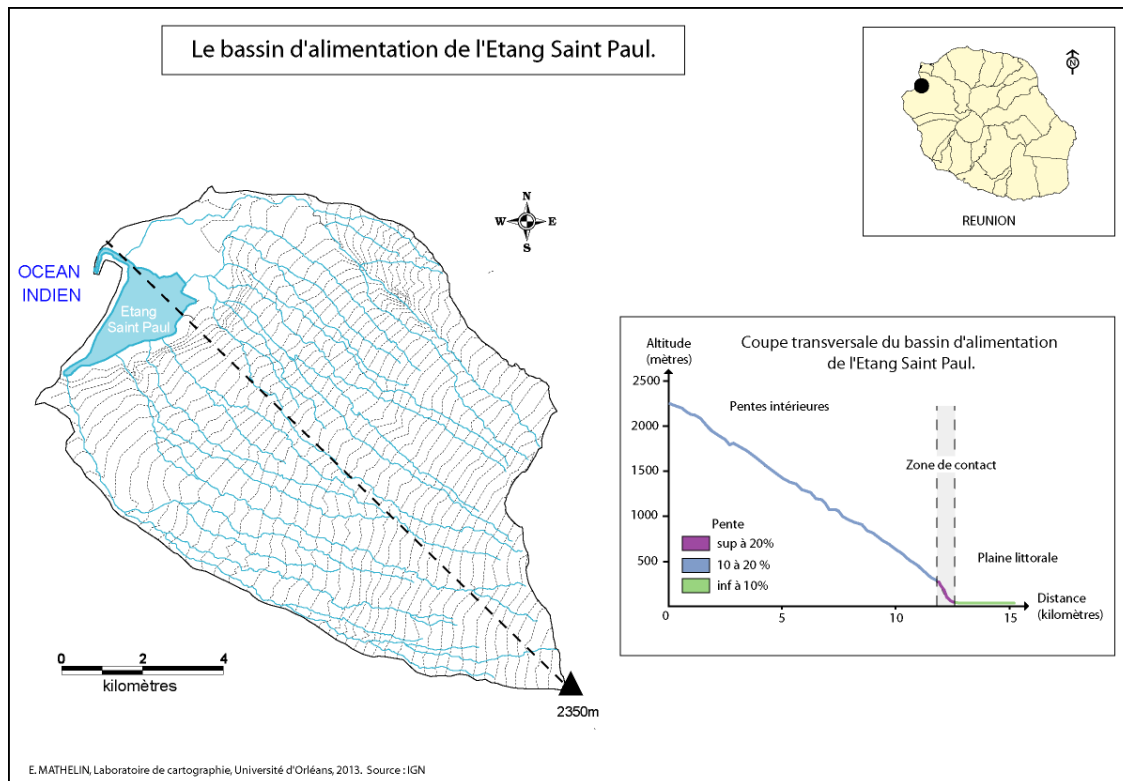 Le bassin d'alimentation de l'Etang Saint Paul.
N
REUNION
N
W E
S
OCEAN
INDIEN
Etang
Saint Paul
0 2 4
kilomètres
2350m
Altitude
(mètres)
Coupe transversale du bassin d'alimentation
de l'Etang Saint Paul.
2500
2000
1500
1000
500
0
Pentes intérieures
Zone de contact
Pente
sup à 20%
10 à 20 %
inf à 10%
Plaine littorale
Distance
(kilomètres)
0 5 10 15
E. MATHELIN, Laboratoire de cartographie, Université d'Orléans, 2013. Source : IGN